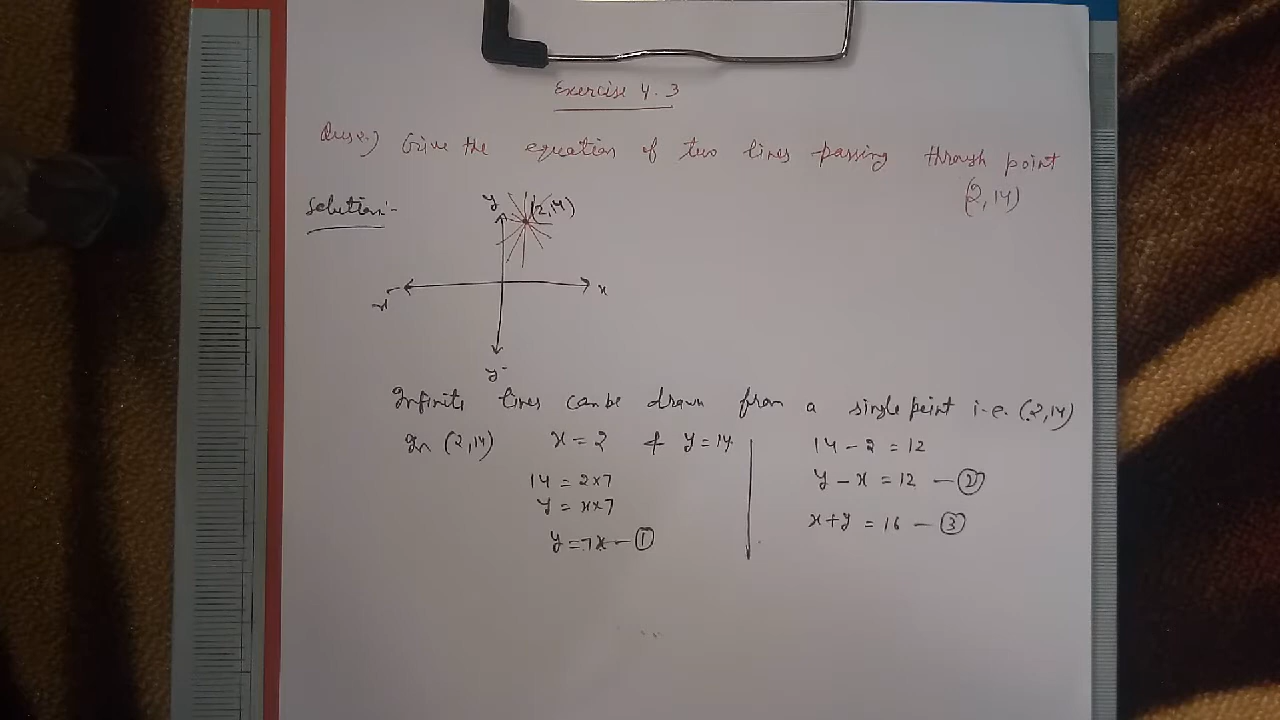 Exercise 4.3
Ques2.) Give the equation of two lines passing through point
(2,14)
Solution:-
y
(2,14)
x
x'
y'
Infinite lines can be drawn from a single point i.e. (2,14)
In (2,14) x = 2 & y = 14
14 = 2×7
y = x×7
y = 7x — ①
14 - 2 = 12
y - x = 12 — ②
x + y = 16 — ③